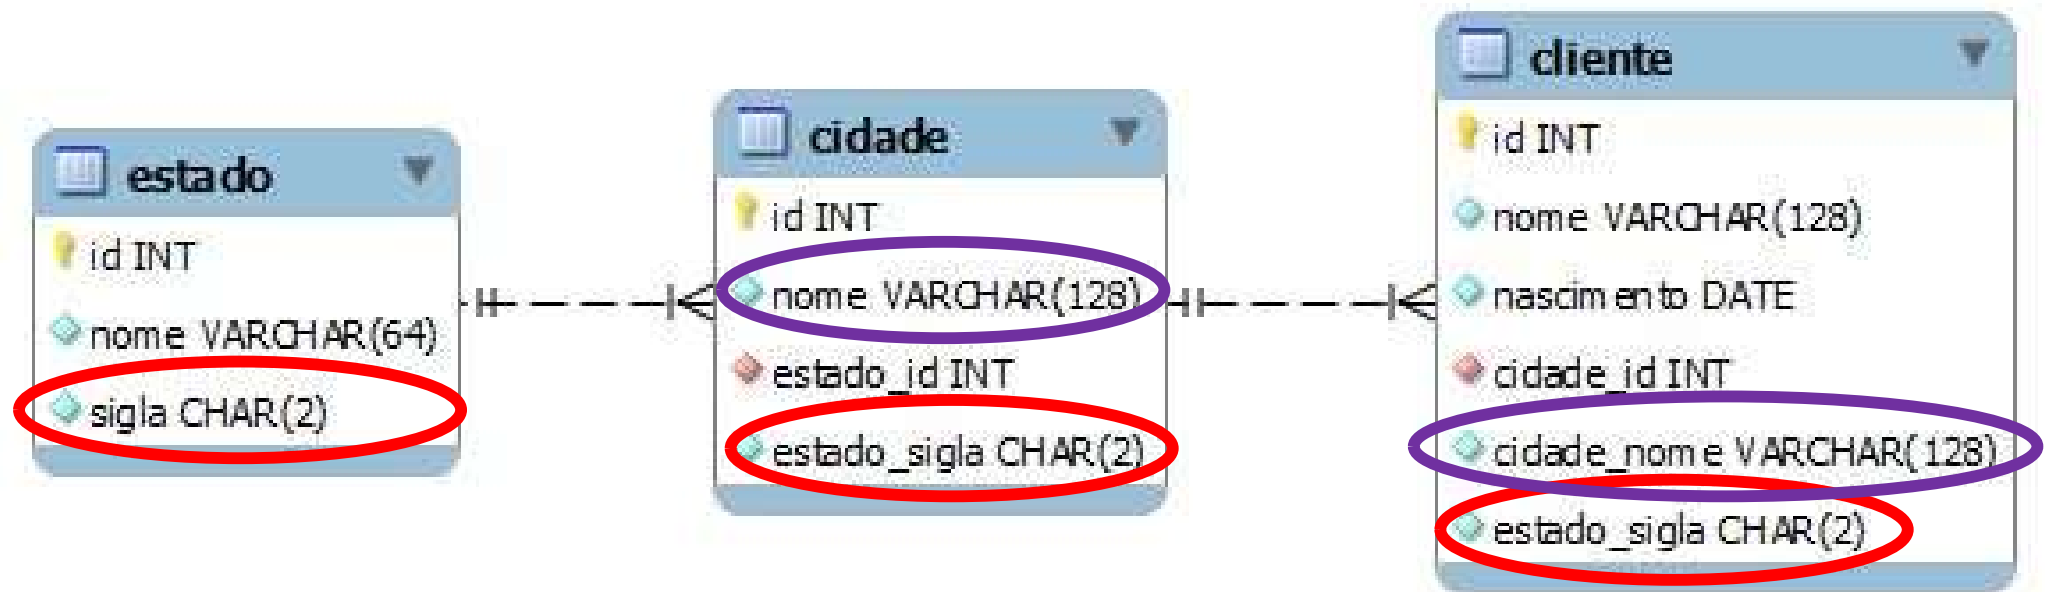 estado
id INT
nome VARCHAR(64)
sigla CHAR(2)
cidade
id INT
nome VARCHAR(128)
estado_id INT
estado_sigla CHAR(2)
cliente
id INT
nome VARCHAR(128)
nascimento DATE
cidade_id INT
cidade_nome VARCHAR(128)
estado_sigla CHAR(2)